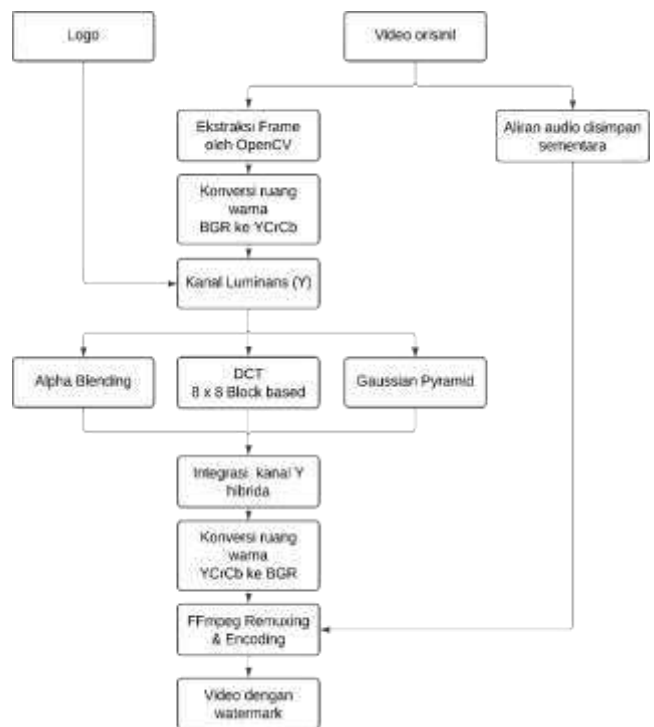 Logo
Video orisinil
Ekstraksi Frame
oleh OpenCV
Aliran audio disimpan
sementara
Konversi ruang
warna
BGR ke YCrCb
Kanal Luminans (Y)
Alpha Blending
DCT
8 x 8 Block based
Gaussian Pyramid
Integrasi kanal Y
hibrida
Konversi ruang
warna
YCrCb ke BGR
FFmpeg Remuxing
& Encoding
Video dengan
watermark